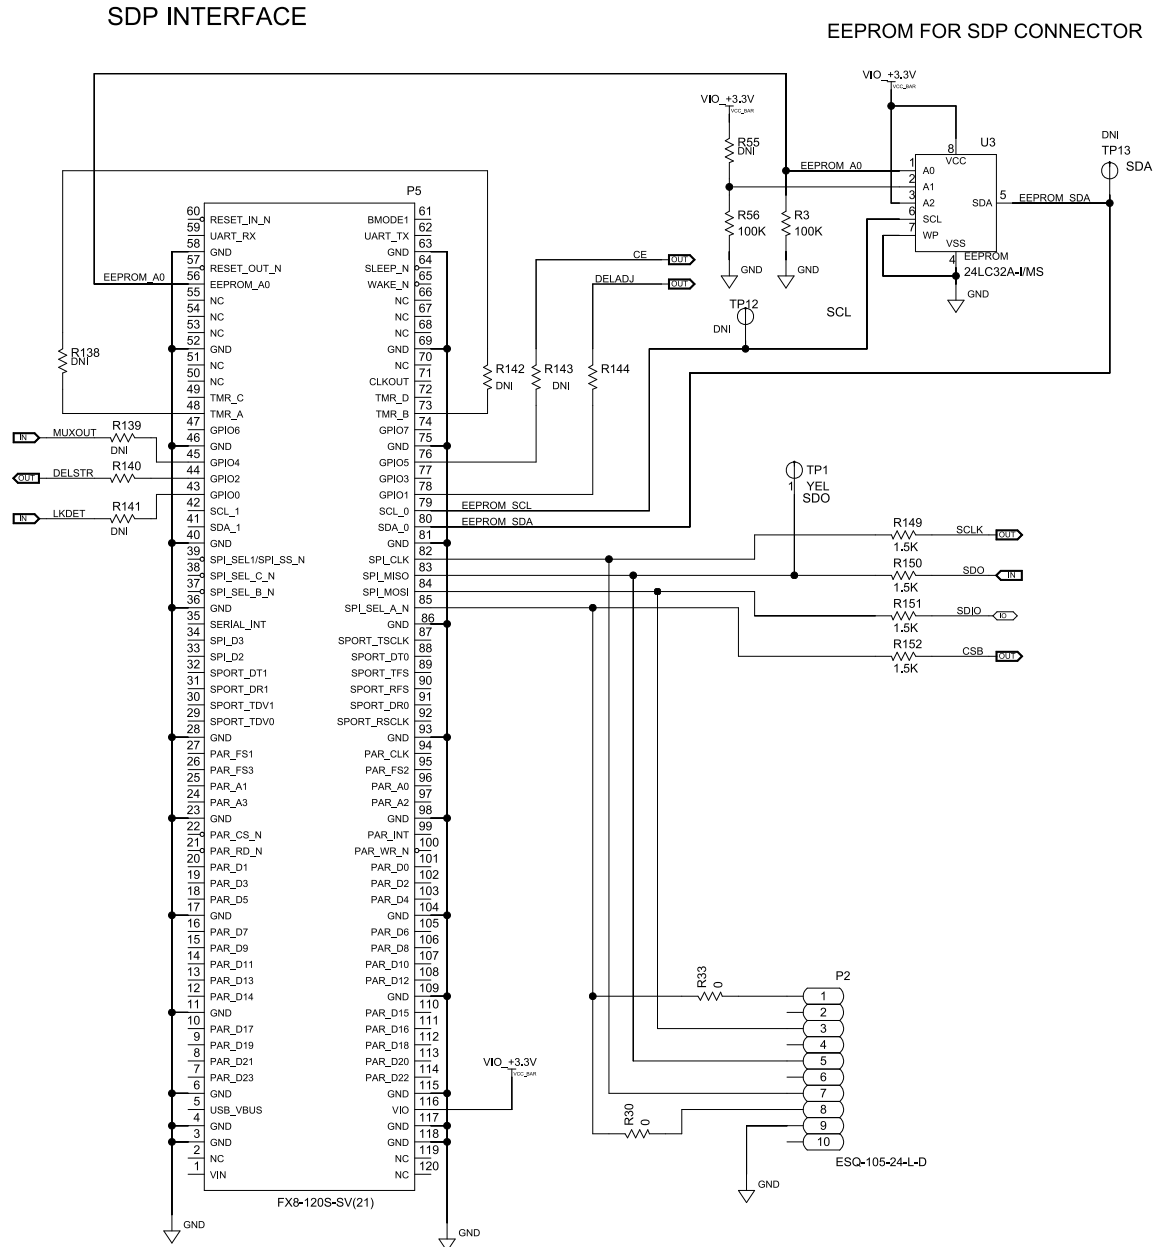 SDP INTERFACE
EEPROM FOR SDP CONNECTOR
VIO_+3.3V
VCC_BAR
VIO_+3.3V
VCC_BAR
R55
DNI
EEPROM_A0
U3
8
VCC
1 A0
2 A1
3 A2
6 SCL
7 WP
SDA 5
VSS
4
EEPROM
24LC32A-I/MS
EEPROM_SDA
DNI
TP13
SDA
R56
100K
R3
100K
GND
GND
GND
CE OUT
DELADJ OUT
TP12
DNI
SCL
P5
EEPROM_A0
R138
DNI
R142
DNI
R143
DNI
R144
IN MUXOUT R139
DNI
OUT DELSTR R140
IN LKDET R141
DNI
60 RESET_IN_N BMODE1 61
59 UART_RX UART_TX 62
58 GND GND 63
57 RESET_OUT_N SLEEP_N 64
56 EEPROM_A0 WAKE_N 65
55 NC NC 66
54 NC NC 67
53 NC NC 68
52 GND GND 69
51 NC NC 70
50 NC CLKOUT 71
49 TMR_C TMR_D 72
48 TMR_A TMR_B 73
47 GPIO6 GPIO7 74
46 GND GND 75
45 GPIO4 GPIO5 76
44 GPIO2 GPIO3 77
43 GPIO0 GPIO1 78
42 SCL_1 SCL_0 79 EEPROM_SCL
41 SDA_1 SDA_0 80 EEPROM_SDA
40 GND GND 81
39 SPI_SEL1/SPI_SS_N SPI_CLK 82
38 SPI_SEL_C_N SPI_MISO 83
37 SPI_SEL_B_N SPI_MOSI 84
36 GND SPI_SEL_A_N 85
35 SERIAL_INT GND 86
34 SPI_D3 SPORT_TSCLK 87
33 SPI_D2 SPORT_DT0 88
32 SPORT_DT1 SPORT_TFS 89
31 SPORT_DR1 SPORT_RFS 90
30 SPORT_TDV1 SPORT_DR0 91
29 SPORT_TDV0 SPORT_RSCLK 92
28 GND GND 93
27 PAR_FS1 PAR_CLK 94
26 PAR_FS3 PAR_FS2 95
25 PAR_A1 PAR_A0 96
24 PAR_A3 PAR_A2 97
23 GND GND 98
22 PAR_CS_N PAR_INT 99
21 PAR_RD_N PAR_WR_N 100
20 PAR_D1 PAR_D0 101
19 PAR_D3 PAR_D2 102
18 PAR_D5 PAR_D4 103
17 GND GND 104
16 PAR_D7 PAR_D6 105
15 PAR_D9 PAR_D8 106
14 PAR_D11 PAR_D10 107
13 PAR_D13 PAR_D12 108
12 PAR_D14 GND 109
11 GND PAR_D15 110
10 PAR_D17 PAR_D16 111
9 PAR_D19 PAR_D18 112
8 PAR_D21 PAR_D20 113
7 PAR_D23 PAR_D22 114
6 GND GND 115
5 USB_VBUS VIO 116
4 GND GND 117
3 GND GND 118
2 NC NC 119
1 VIN NC 120
FX8-120S-SV(21)
GND
GND
VIO_+3.3V
VCC_BAR
TP1
1 YEL
SDO
R149 SCLK OUT
1.5K
R150 SDO IN
1.5K
R151 SDIO IO
1.5K
R152 CSB OUT
1.5K
R33
0
R30
0
P2
1
2
3
4
5
6
7
8
9
10
ESQ-105-24-L-D
GND